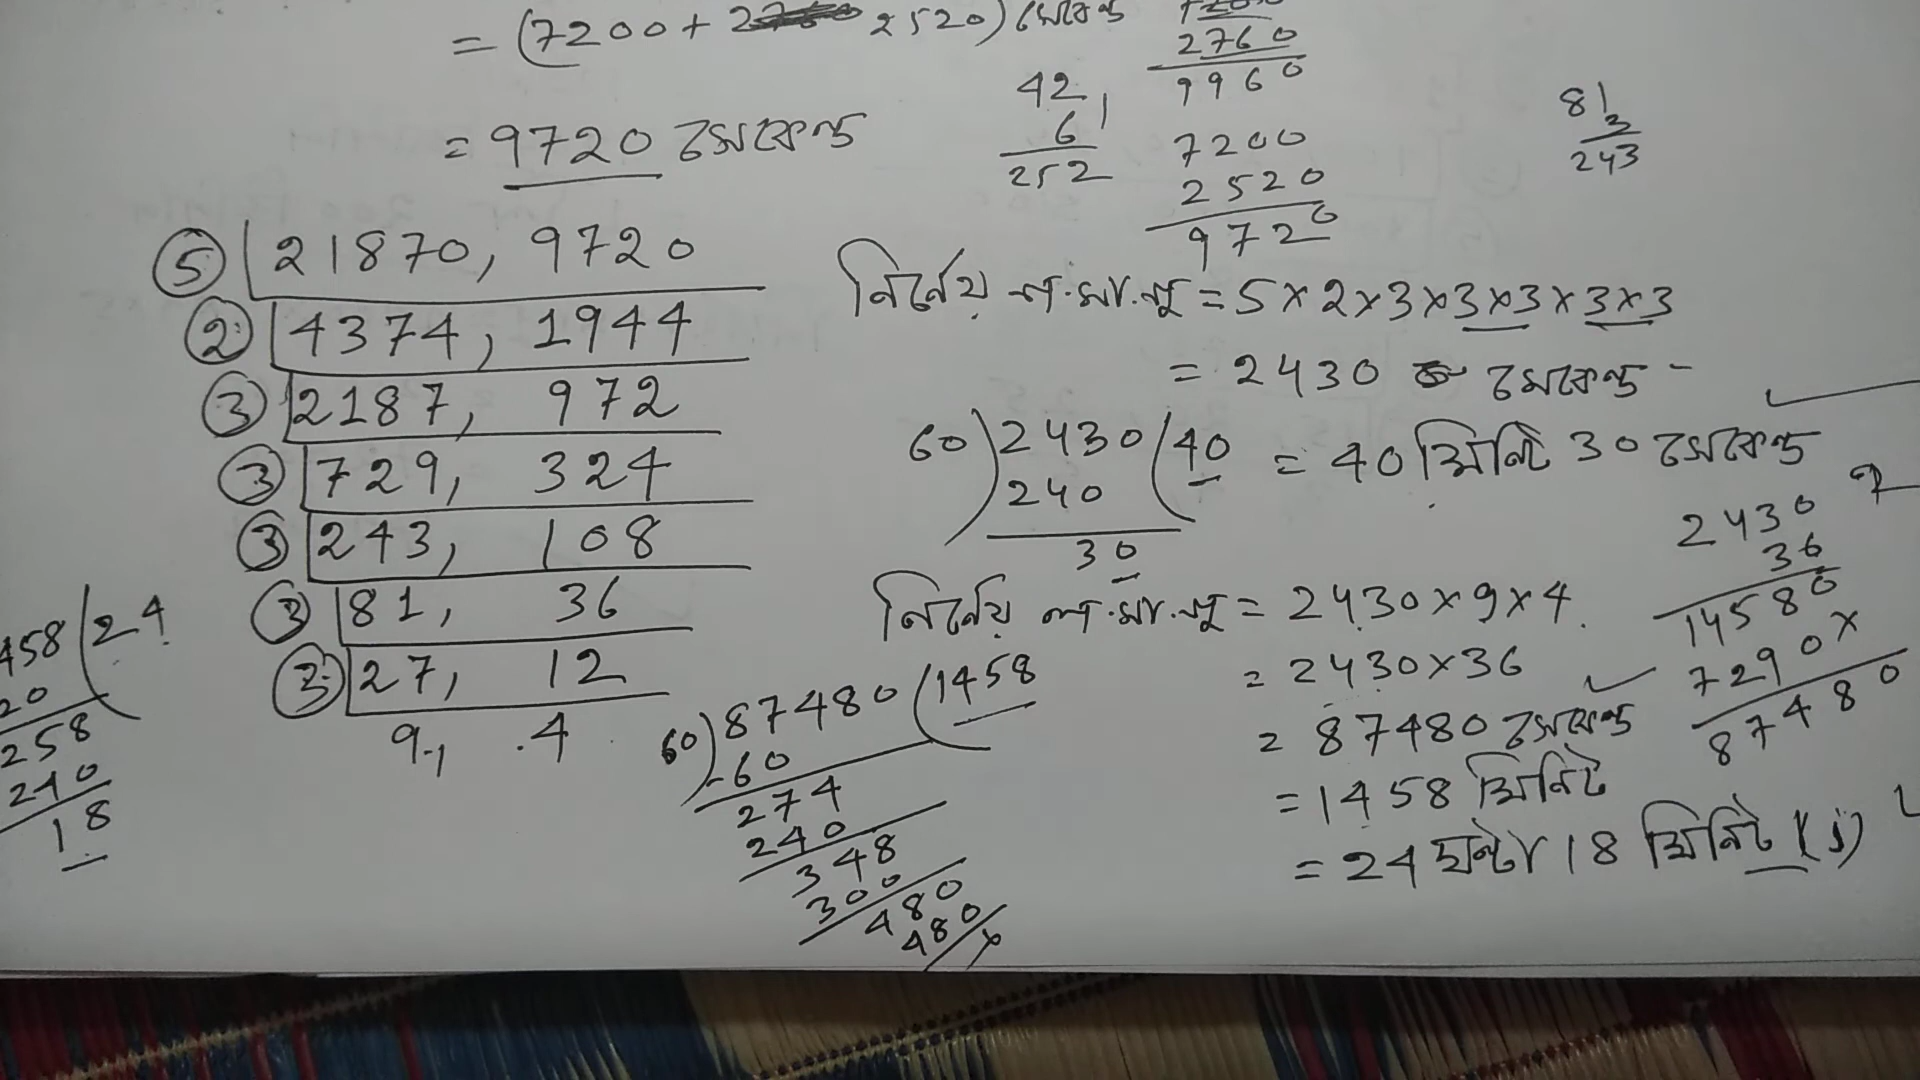 = (7200 + 2520) সেকেন্ড
= 9720 সেকেন্ড
2760
9960
42
6
252
7200
2520
9720
81
3
243
5 | 21870, 9720
2 | 4374, 1944
3 | 2187, 972
3 | 729, 324
3 | 243, 108
3 | 81, 36
3 | 27, 12
9, 4
নির্ণেয় গ.সা.গু = 5 × 2 × 3 × 3 × 3 × 3 × 3
= 2430 সেকেন্ড
60 ) 2430 ( 40
240
30
= 40 মিনিট 30 সেকেন্ড
2430
36
14580
7290×
87480
নির্ণেয় ল.সা.গু = 2430 × 9 × 4
= 2430 × 36
= 87480 সেকেন্ড
= 1458 মিনিট
= 24 ঘন্টা 18 মিনিট
60 ) 87480 ( 1458
-60
274
240
348
300
480
480
×
458 ( 24
20
258
240
18